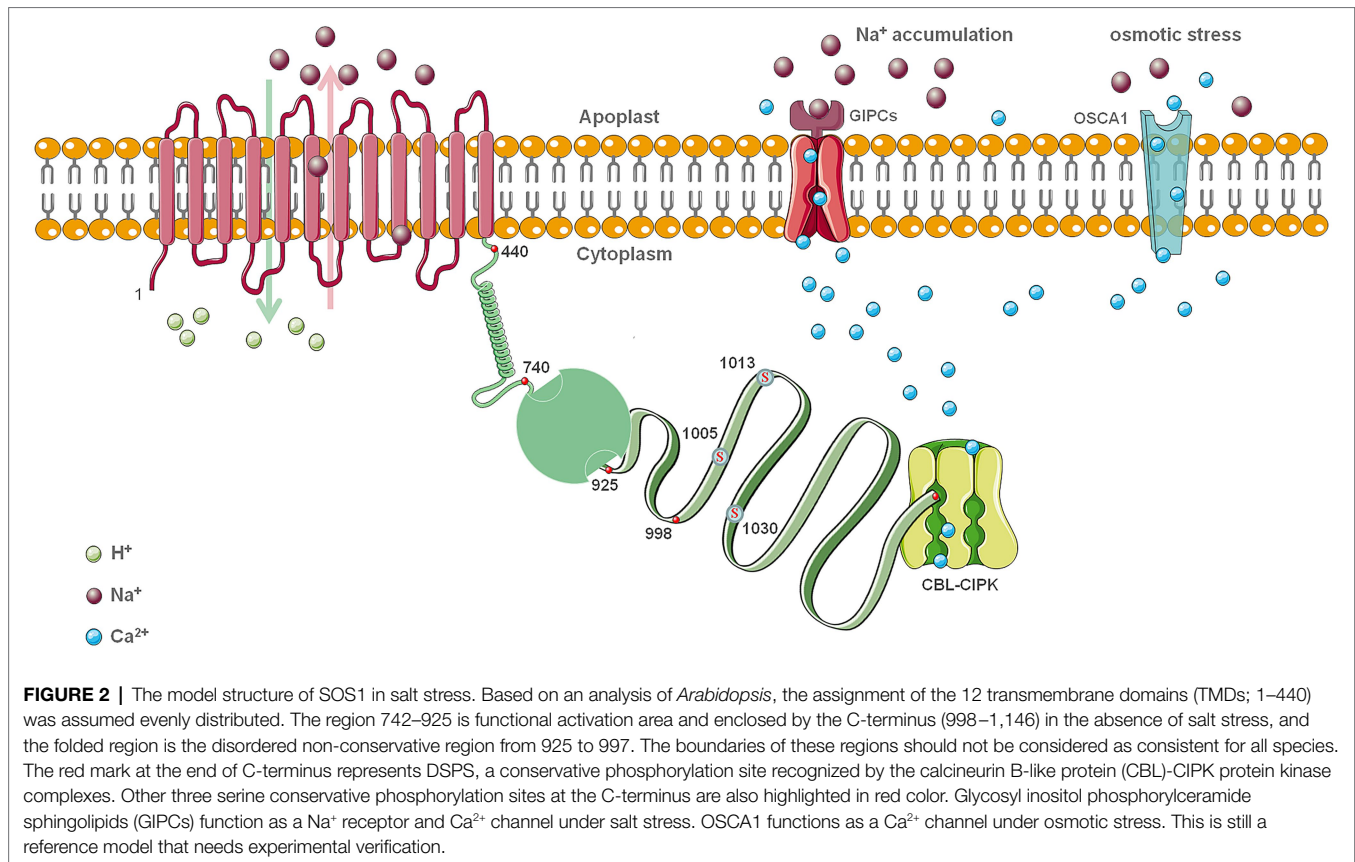 Na⁺ accumulation
osmotic stress
Apoplast
GIPCs
OSCA1
Cytoplasm
440
1
740
1013
1005
925
998
S
S
S
1030
CBL-CIPK
H⁺
Na⁺
Ca²⁺
FIGURE 2 | The model structure of SOS1 in salt stress. Based on an analysis of Arabidopsis, the assignment of the 12 transmembrane domains (TMDs; 1–440)
was assumed evenly distributed. The region 742–925 is functional activation area and enclosed by the C-terminus (998–1,146) in the absence of salt stress, and
the folded region is the disordered non-conservative region from 925 to 997. The boundaries of these regions should not be considered as consistent for all species.
The red mark at the end of C-terminus represents DSPS, a conservative phosphorylation site recognized by the calcineurin B-like protein (CBL)-CIPK protein kinase
complexes. Other three serine conservative phosphorylation sites at the C-terminus are also highlighted in red color. Glycosyl inositol phosphorylceramide
sphingolipids (GIPCs) function as a Na⁺ receptor and Ca²⁺ channel under salt stress. OSCA1 functions as a Ca²⁺ channel under osmotic stress. This is still a
reference model that needs experimental verification.